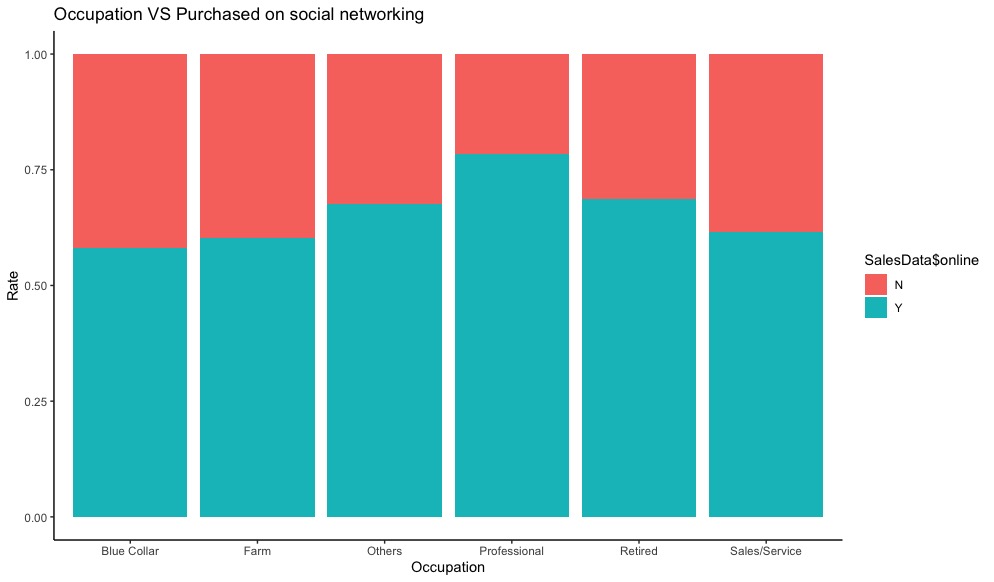 Occupation VS Purchased on social networking
1.00
0.75
0.50
0.25
0.00
Rate
Blue Collar
Farm
Others
Professional
Retired
Sales/Service
Occupation
SalesData$online
N
Y